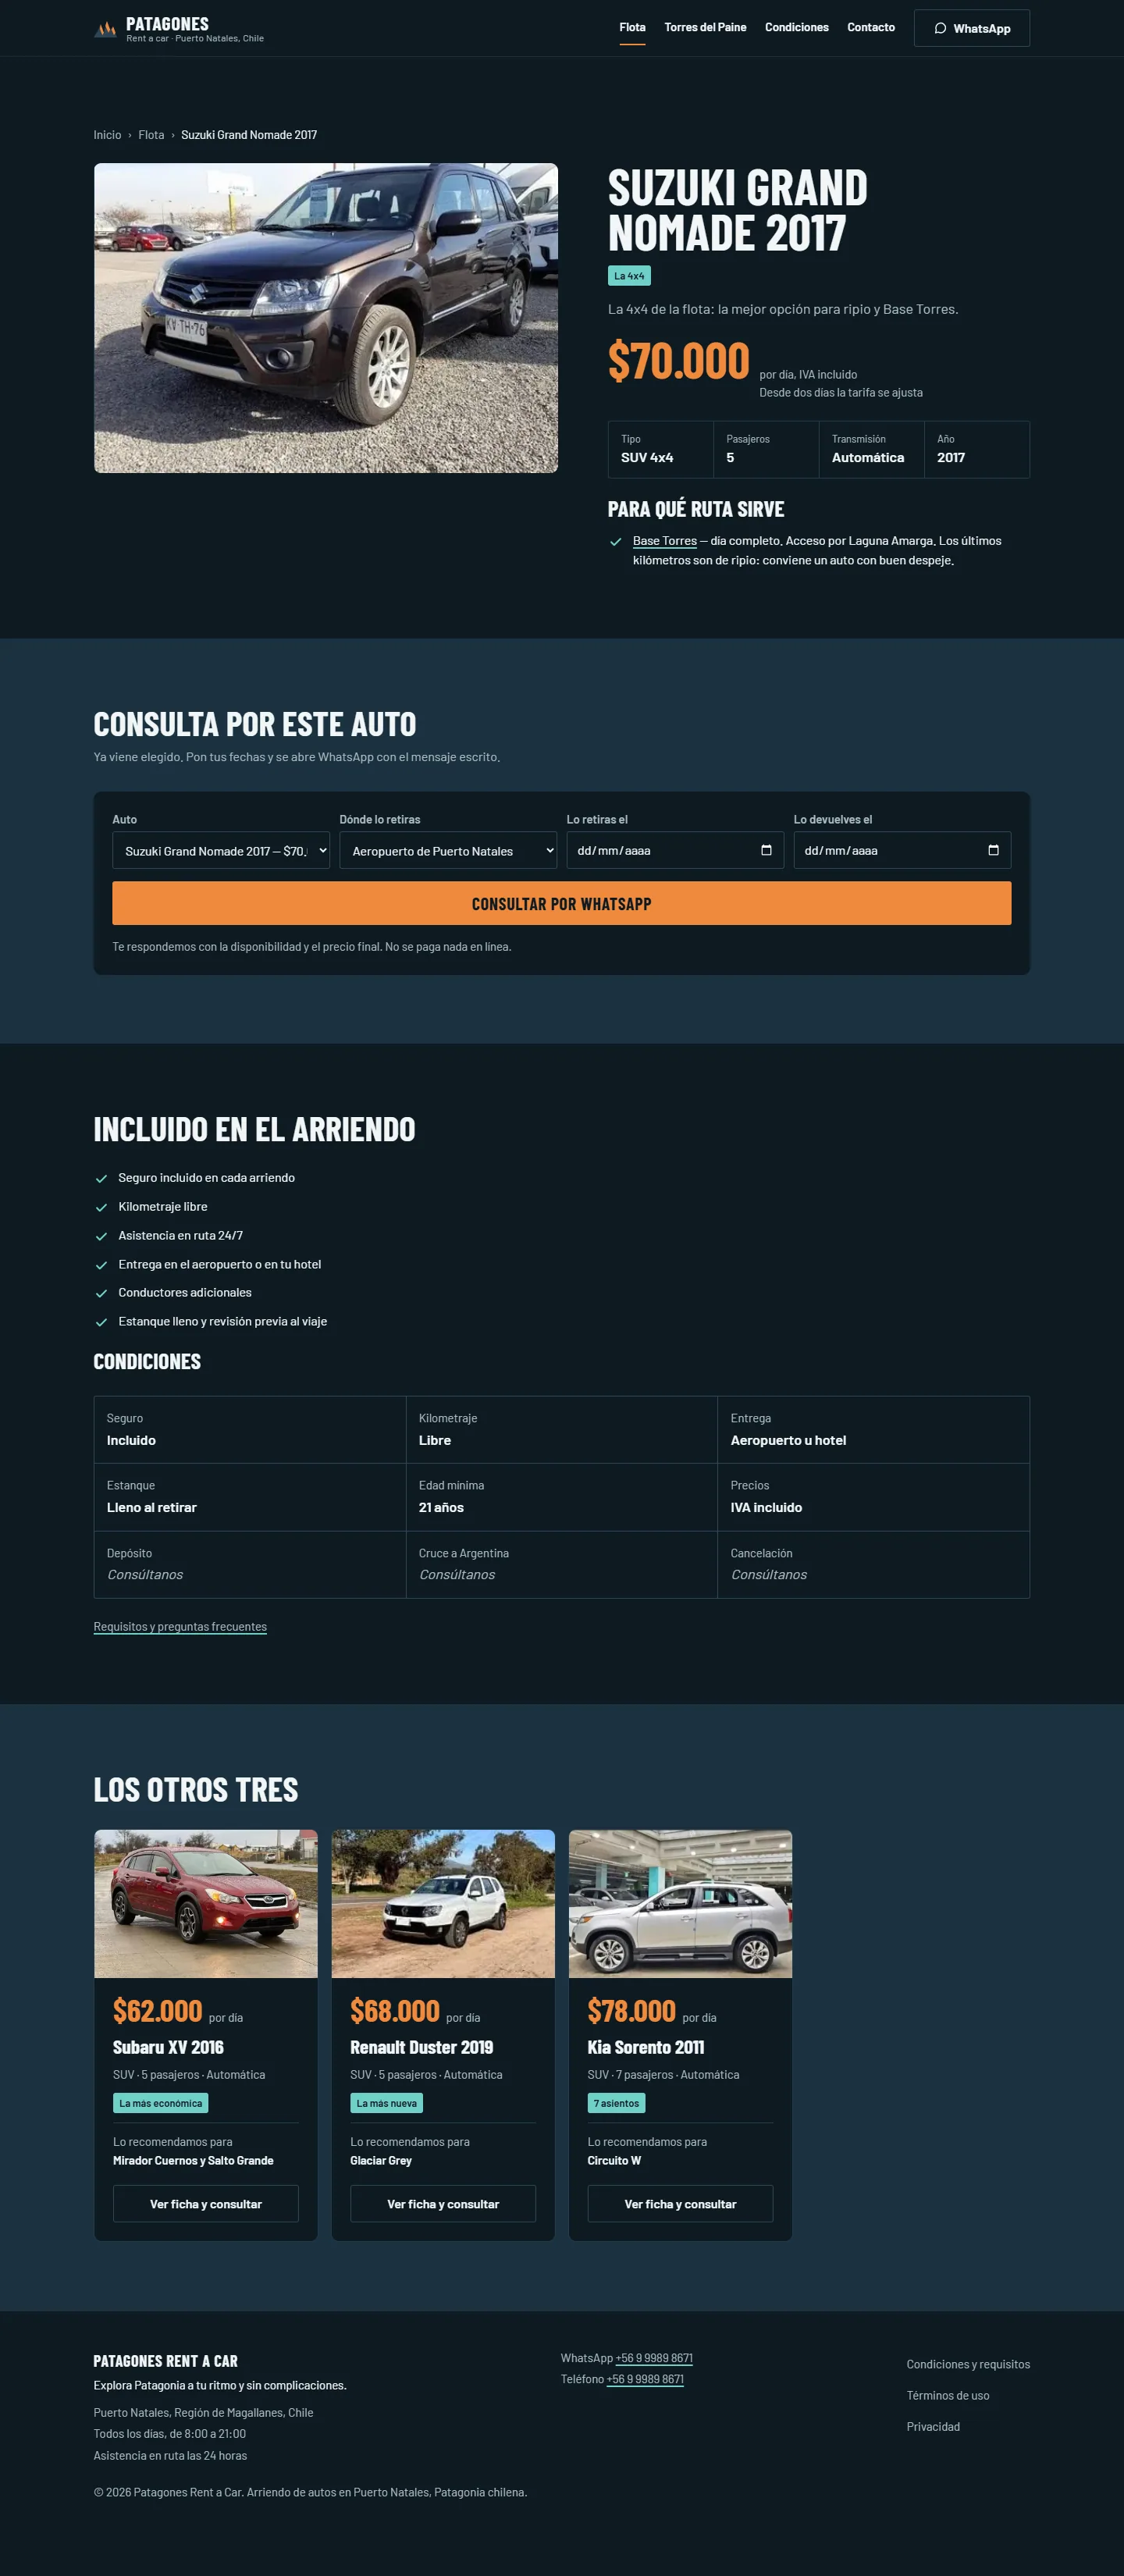 PATAGONES
Rent a car · Puerto Natales, Chile
Flota
Torres del Paine
Condiciones
Contacto
WhatsApp
Inicio › Flota › Suzuki Grand Nomade 2017
KV TH·76
SUZUKI GRAND
NOMADE 2017
La 4x4
La 4x4 de la flota: la mejor opción para ripio y Base Torres.
$70.000
por día, IVA incluido
Desde dos días la tarifa se ajusta
Tipo
SUV 4x4
Pasajeros
5
Transmisión
Automática
Año
2017
PARA QUÉ RUTA SIRVE
Base Torres — día completo. Acceso por Laguna Amarga. Los últimos
kilómetros son de ripio: conviene un auto con buen despeje.
CONSULTA POR ESTE AUTO
Ya viene elegido. Pon tus fechas y se abre WhatsApp con el mensaje escrito.
Auto
Suzuki Grand Nomade 2017 — $70.
Dónde lo retiras
Aeropuerto de Puerto Natales
Lo retiras el
dd/mm/aaaa
Lo devuelves el
dd/mm/aaaa
CONSULTAR POR WHATSAPP
Te respondemos con la disponibilidad y el precio final. No se paga nada en línea.
INCLUIDO EN EL ARRIENDO
Seguro incluido en cada arriendo
Kilometraje libre
Asistencia en ruta 24/7
Entrega en el aeropuerto o en tu hotel
Conductores adicionales
Estanque lleno y revisión previa al viaje
CONDICIONES
Seguro
Incluido
Kilometraje
Libre
Entrega
Aeropuerto u hotel
Estanque
Lleno al retirar
Edad mínima
21 años
Precios
IVA incluido
Depósito
Consúltanos
Cruce a Argentina
Consúltanos
Cancelación
Consúltanos
Requisitos y preguntas frecuentes
LOS OTROS TRES
$62.000 por día
Subaru XV 2016
SUV · 5 pasajeros · Automática
La más económica
Lo recomendamos para
Mirador Cuernos y Salto Grande
Ver ficha y consultar
$68.000 por día
Renault Duster 2019
SUV · 5 pasajeros · Automática
La más nueva
Lo recomendamos para
Glaciar Grey
Ver ficha y consultar
$78.000 por día
Kia Sorento 2011
SUV · 7 pasajeros · Automática
7 asientos
Lo recomendamos para
Circuito W
Ver ficha y consultar
PATAGONES RENT A CAR
Explora Patagonia a tu ritmo y sin complicaciones.
Puerto Natales, Región de Magallanes, Chile
Todos los días, de 8:00 a 21:00
Asistencia en ruta las 24 horas
WhatsApp +56 9 9989 8671
Teléfono +56 9 9989 8671
Condiciones y requisitos
Términos de uso
Privacidad
© 2026 Patagones Rent a Car. Arriendo de autos en Puerto Natales, Patagonia chilena.